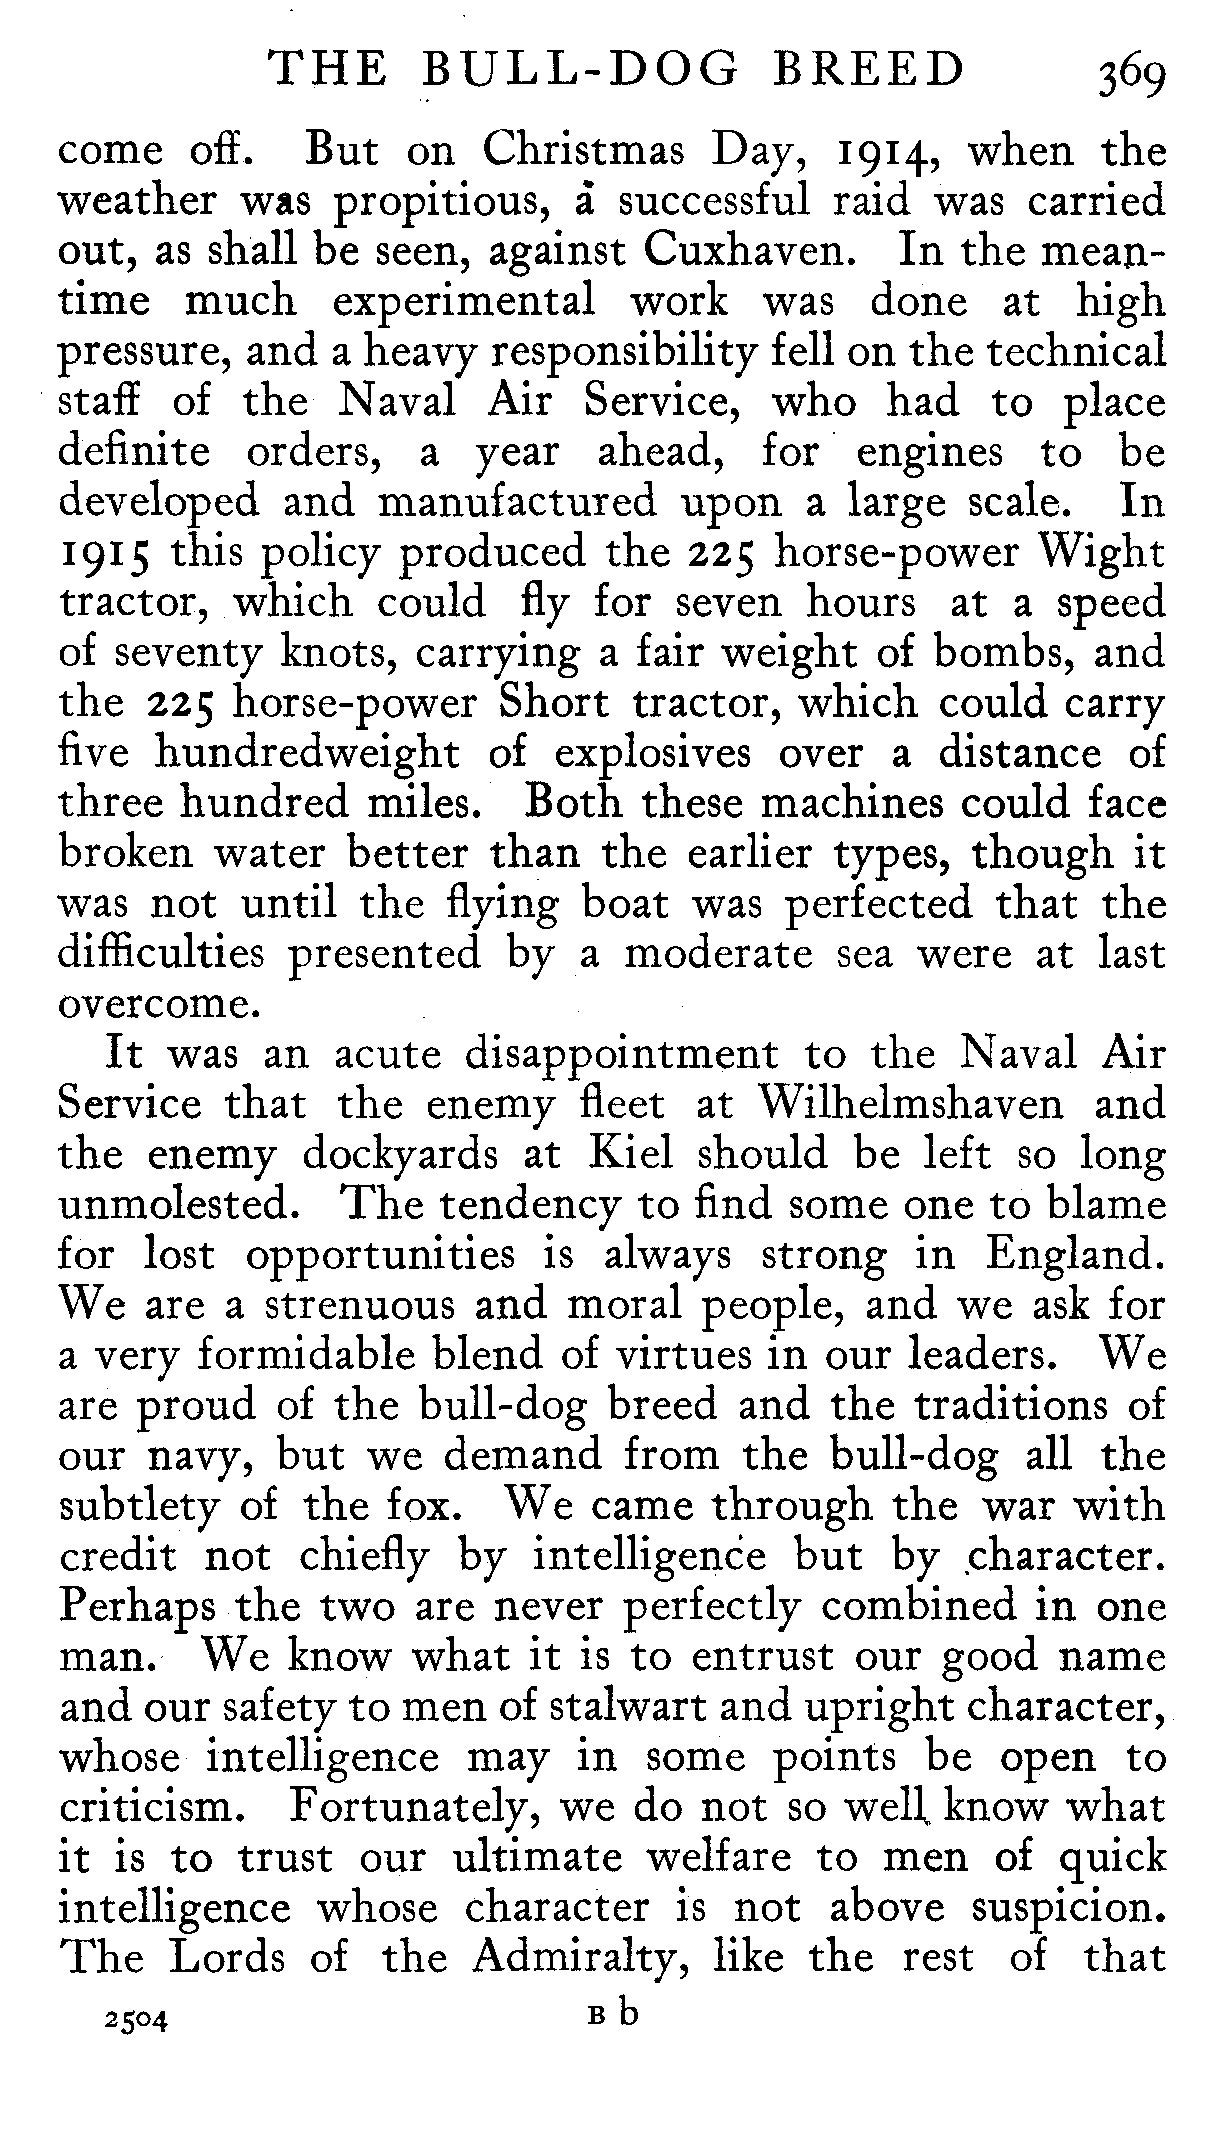 THE BULL-DOG BREED 369
come off. But on Christmas Day, 1914, when the
weather was propitious, a successful raid was carried
out, as shall be seen, against Cuxhaven. In the mean-
time much experimental work was done at high
pressure, and a heavy responsibility fell on the technical
staff of the Naval Air Service, who had to place
definite orders, a year ahead, for engines to be
developed and manufactured upon a large scale. In
1915 this policy produced the 225 horse-power Wight
tractor, which could fly for seven hours at a speed
of seventy knots, carrying a fair weight of bombs, and
the 225 horse-power Short tractor, which could carry
five hundredweight of explosives over a distance of
three hundred miles. Both these machines could face
broken water better than the earlier types, though it
was not until the flying boat was perfected that the
difficulties presented by a moderate sea were at last
overcome.
It was an acute disappointment to the Naval Air
Service that the enemy fleet at Wilhelmshaven and
the enemy dockyards at Kiel should be left so long
unmolested. The tendency to find some one to blame
for lost opportunities is always strong in England.
We are a strenuous and moral people, and we ask for
a very formidable blend of virtues in our leaders. We
are proud of the bull-dog breed and the traditions of
our navy, but we demand from the bull-dog all the
subtlety of the fox. We came through the war with
credit not chiefly by intelligence but by character.
Perhaps the two are never perfectly combined in one
man. We know what it is to entrust our good name
and our safety to men of stalwart and upright character,
whose intelligence may in some points be open to
criticism. Fortunately, we do not so well know what
it is to trust our ultimate welfare to men of quick
intelligence whose character is not above suspicion.
The Lords of the Admiralty, like the rest of that
2504 B b